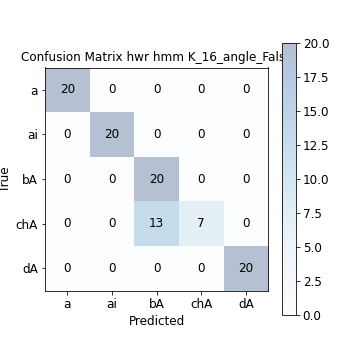 Confusion Matrix hwr hmm K_16_angle_Fals
True
a 20 0 0 0 0
ai 0 20 0 0 0
bA 0 0 20 0 0
chA 0 0 13 7 0
dA 0 0 0 0 20
a ai bA chA dA
Predicted
20.0
17.5
15.0
12.5
10.0
7.5
5.0
2.5
0.0